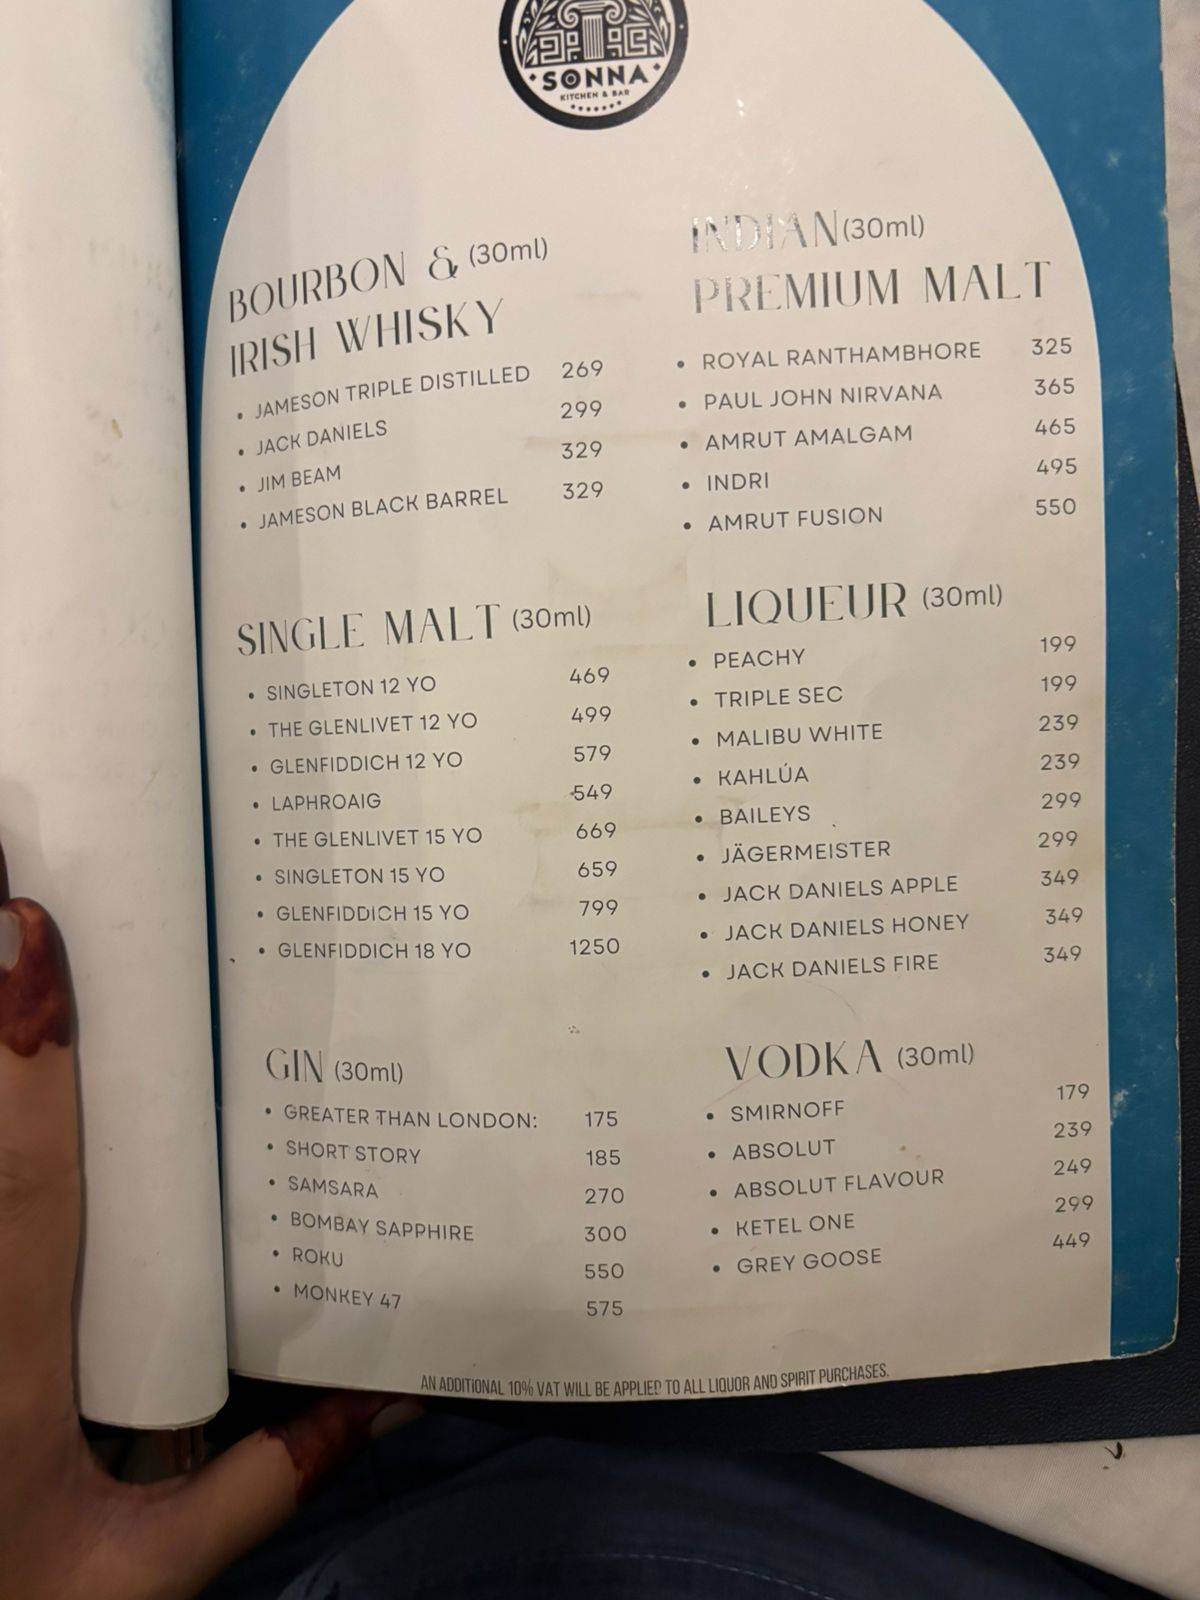 SONNA
KITCHEN & BAR
BOURBON & (30ml)
IRISH WHISKY
• JAMESON TRIPLE DISTILLED 269
• JACK DANIELS 299
• JIM BEAM 329
• JAMESON BLACK BARREL 329
SINGLE MALT (30ml)
• SINGLETON 12 YO 469
• THE GLENLIVET 12 YO 499
• GLENFIDDICH 12 YO 579
• LAPHROAIG 549
• THE GLENLIVET 15 YO 669
• SINGLETON 15 YO 659
• GLENFIDDICH 15 YO 799
• GLENFIDDICH 18 YO 1250
GIN (30ml)
• GREATER THAN LONDON: 175
• SHORT STORY 185
• SAMSARA 270
• BOMBAY SAPPHIRE 300
• ROKU 550
• MONKEY 47 575
INDIAN (30ml)
PREMIUM MALT
• ROYAL RANTHAMBHORE 325
• PAUL JOHN NIRVANA 365
• AMRUT AMALGAM 465
• INDRI 495
• AMRUT FUSION 550
LIQUEUR (30ml)
• PEACHY 199
• TRIPLE SEC 199
• MALIBU WHITE 239
• KAHLÚA 239
• BAILEYS 299
• JÄGERMEISTER 299
• JACK DANIELS APPLE 349
• JACK DANIELS HONEY 349
• JACK DANIELS FIRE 349
VODKA (30ml)
• SMIRNOFF 179
• ABSOLUT 239
• ABSOLUT FLAVOUR 249
• KETEL ONE 299
• GREY GOOSE 449
AN ADDITIONAL 10% VAT WILL BE APPLIED TO ALL LIQUOR AND SPIRIT PURCHASES.